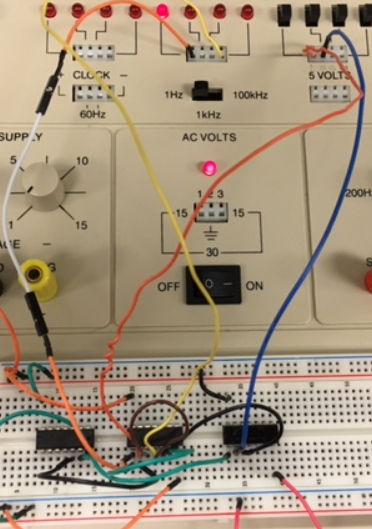 + CLOCK −
60Hz
1Hz
100kHz
1kHz
5 VOLTS
SUPPLY
5
10
1
15
−
AC VOLTS
1 2 3
15
15
30
OFF
ON
200H
G